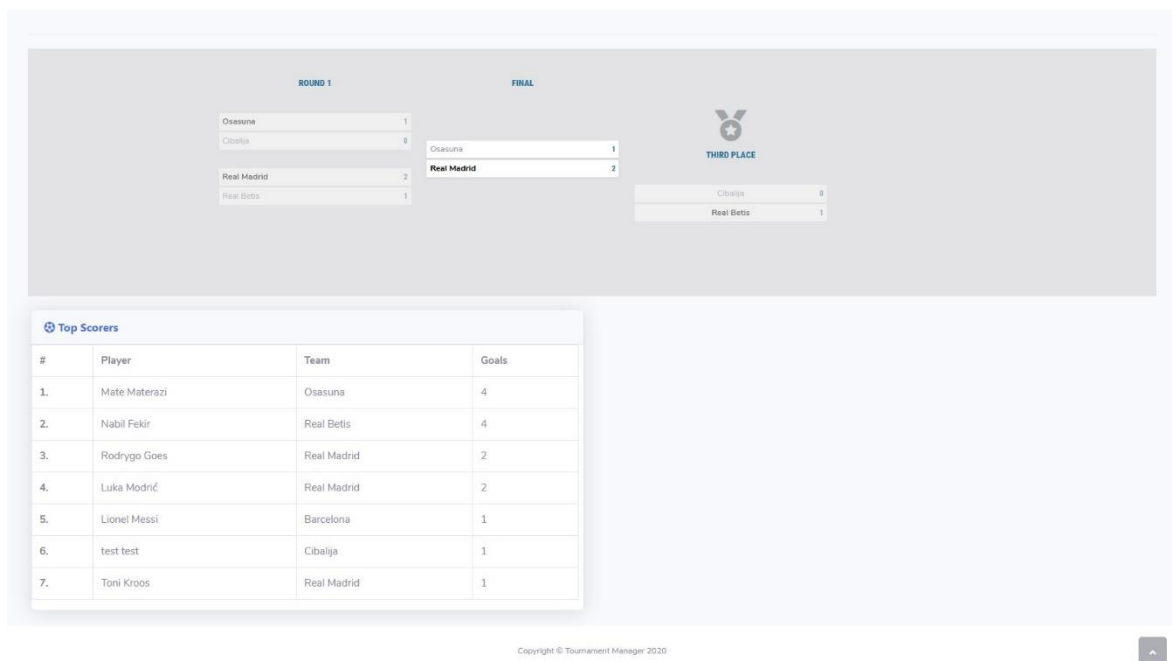 ROUND 1 FINAL
Osasuna 1
Cibalija 0
Osasuna 1
Real Madrid 2
THIRD PLACE
Real Madrid 2
Real Betis 1
Cibalija 0
Real Betis 1
Top Scorers
# Player Team Goals
1. Mate Materazi Osasuna 4
2. Nabil Fekir Real Betis 4
3. Rodrygo Goes Real Madrid 2
4. Luka Modrić Real Madrid 2
5. Lionel Messi Barcelona 1
6. test test Cibalija 1
7. Toni Kroos Real Madrid 1
Copyright © Tournament Manager 2020